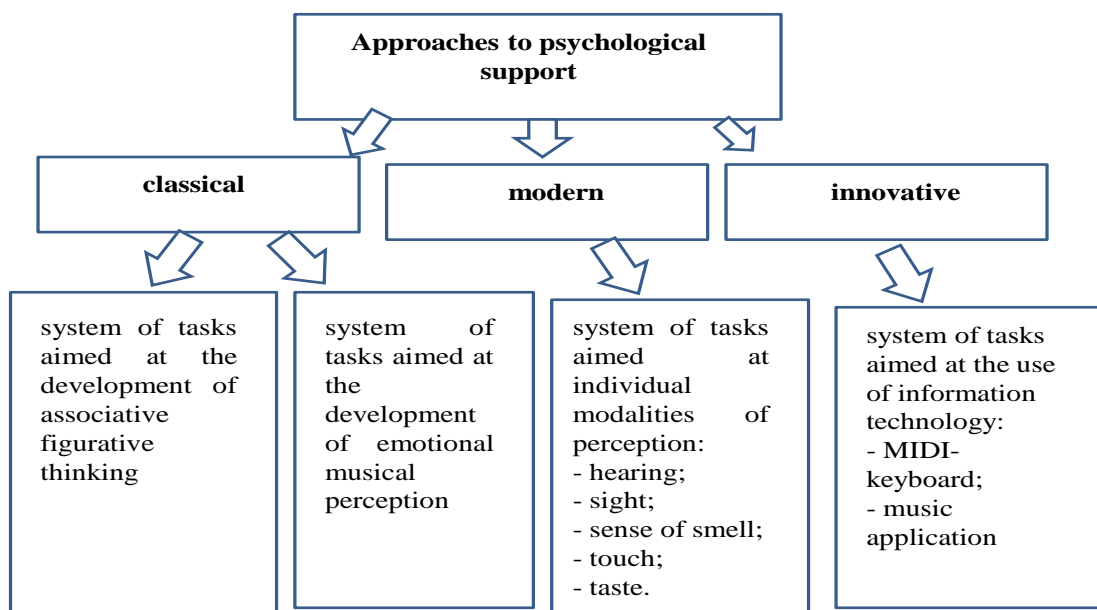 Approaches to psychological
support
classical
modern
innovative
system of tasks
aimed at the
development of
associative
figurative
thinking
system of
tasks aimed at
the
development
of emotional
musical
perception
system of tasks
aimed at
individual
modalities of
perception:
- hearing;
- sight;
- sense of smell;
- touch;
- taste.
system of tasks
aimed at the use
of information
technology:
- MIDI-
keyboard;
- music
application